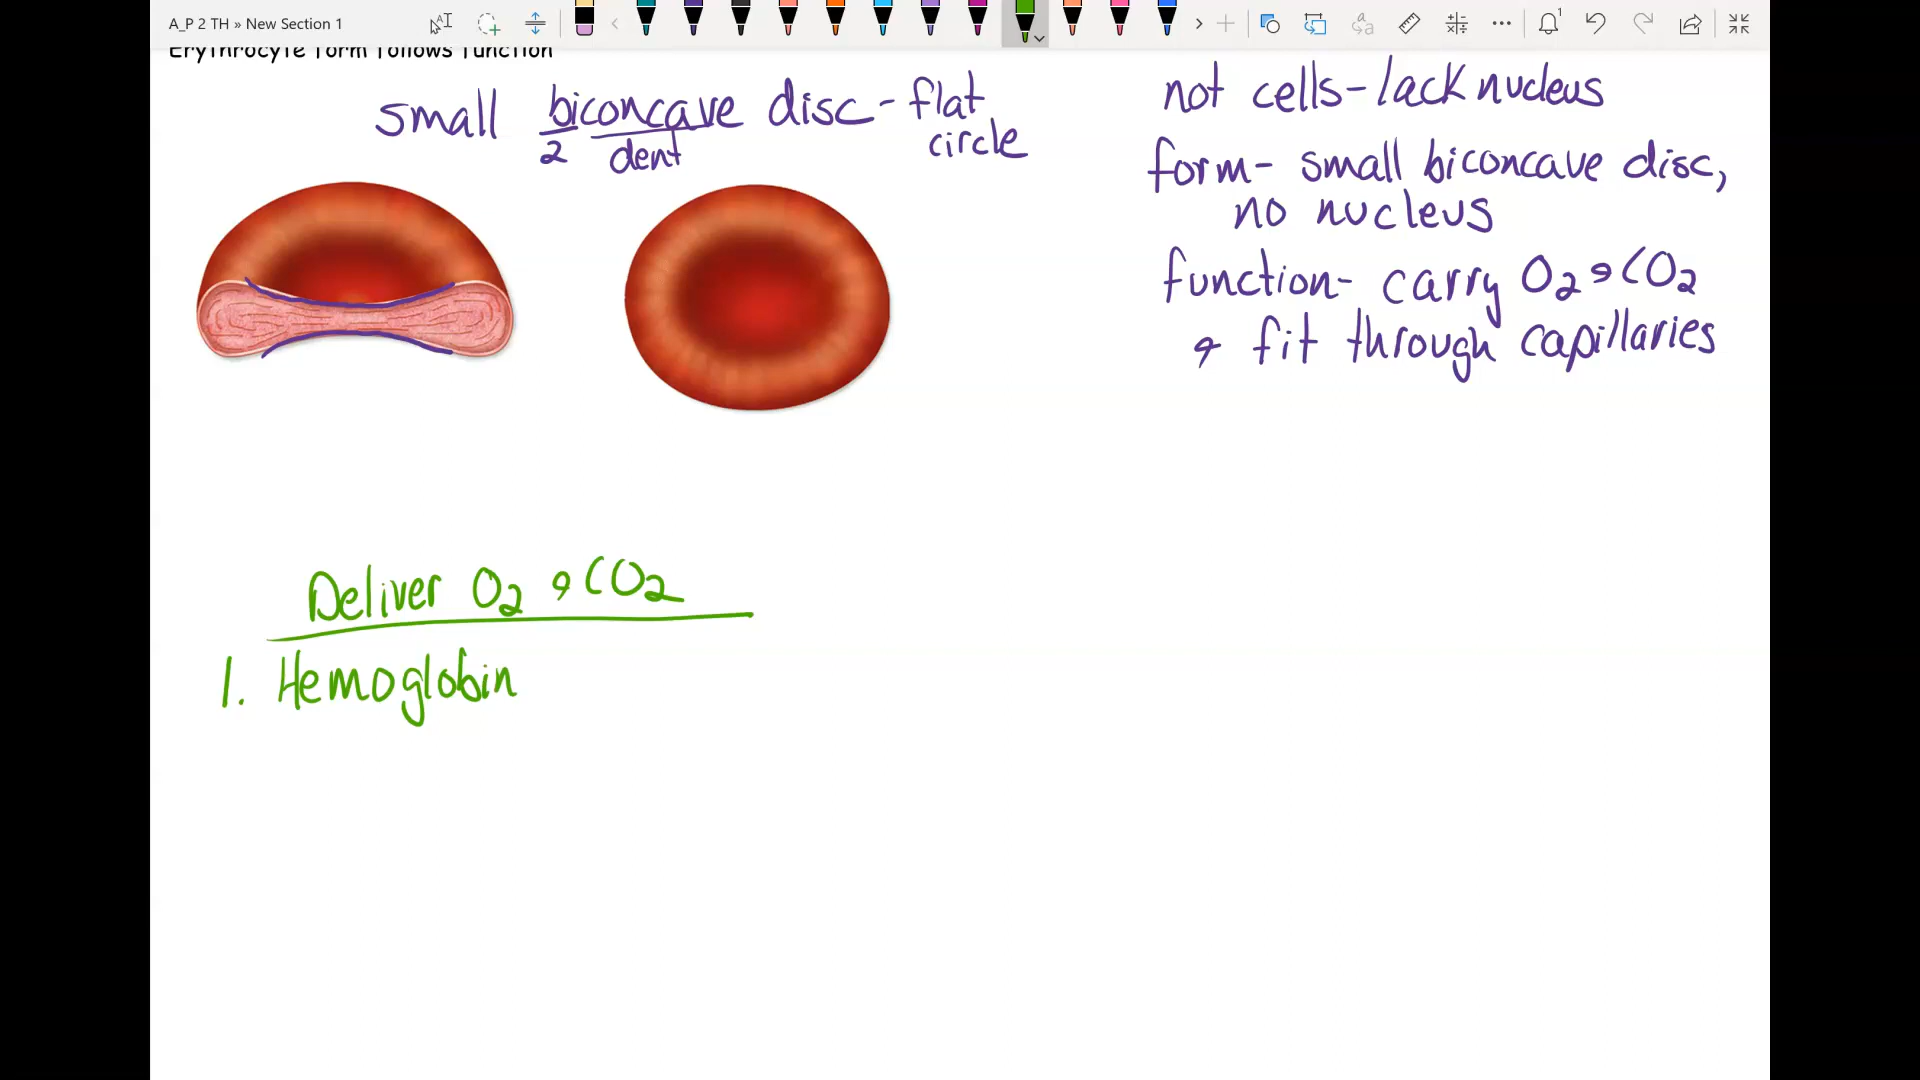 A_P 2 TH » New Section 1
Erythrocyte form follows function
small biconcave disc - flat circle
2 dent
not cells - lack nucleus
form - small biconcave disc,
no nucleus
function - carry O2 & CO2
& fit through capillaries
Deliver O2 & CO2
1. Hemoglobin